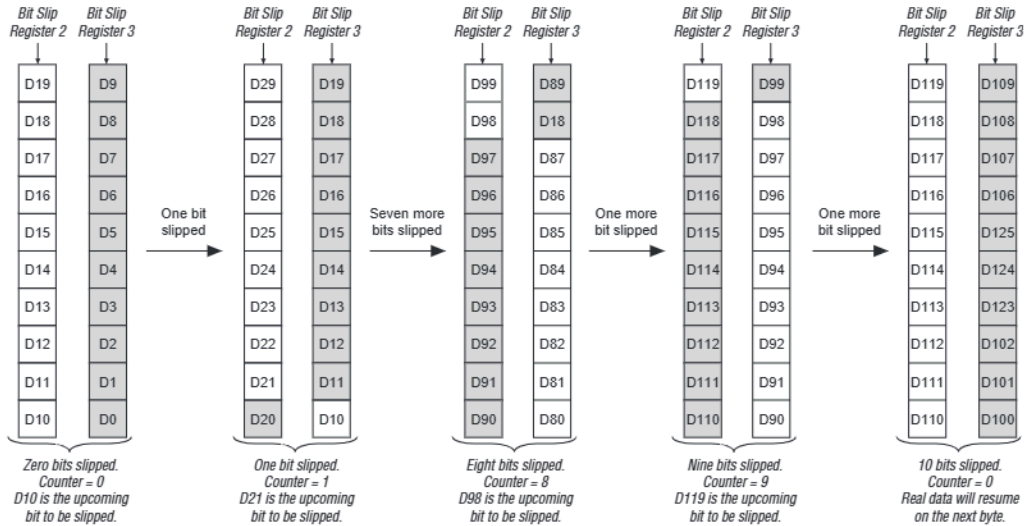 Bit Slip Bit Slip
Register 2 Register 3
D19 D9
D18 D8
D17 D7
D16 D6
D15 D5
D14 D4
D13 D3
D12 D2
D11 D1
D10 D0
Zero bits slipped.
Counter = 0
D10 is the upcoming
bit to be slipped.
One bit
slipped
Bit Slip Bit Slip
Register 2 Register 3
D29 D19
D28 D18
D27 D17
D26 D16
D25 D15
D24 D14
D23 D13
D22 D12
D21 D11
D20 D10
One bit slipped.
Counter = 1
D21 is the upcoming
bit to be slipped.
Seven more
bits slipped
Bit Slip Bit Slip
Register 2 Register 3
D99 D89
D98 D18
D97 D87
D96 D86
D95 D85
D94 D84
D93 D83
D92 D82
D91 D81
D90 D80
Eight bits slipped.
Counter = 8
D98 is the upcoming
bit to be slipped.
One more
bit slipped
Bit Slip Bit Slip
Register 2 Register 3
D119 D99
D118 D98
D117 D97
D116 D96
D115 D95
D114 D94
D113 D93
D112 D92
D111 D91
D110 D90
Nine bits slipped.
Counter = 9
D119 is the upcoming
bit to be slipped.
One more
bit slipped
Bit Slip Bit Slip
Register 2 Register 3
D119 D109
D118 D108
D117 D107
D116 D106
D115 D125
D114 D124
D113 D123
D112 D102
D111 D101
D110 D100
10 bits slipped.
Counter = 0
Real data will resume
on the next byte.